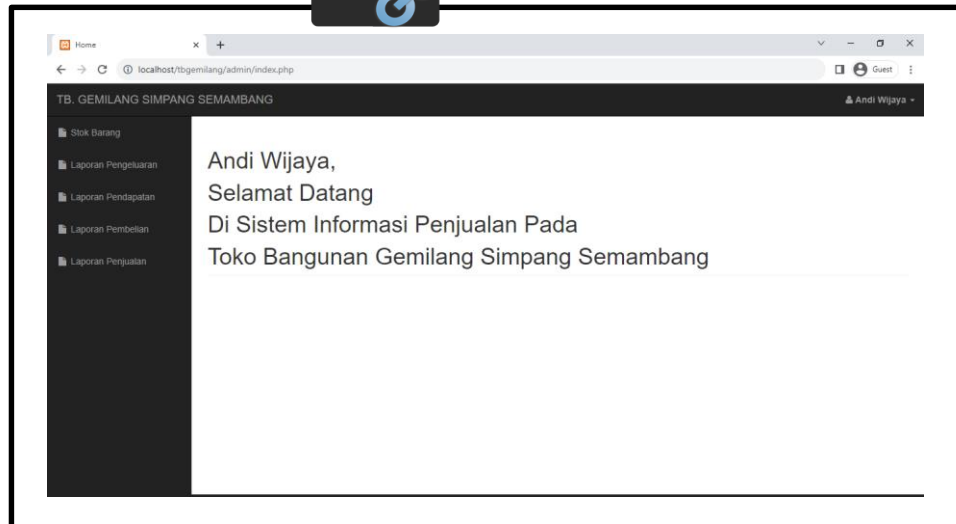 Home
localhost/tbgemilang/admin/index.php
Guest
TB. GEMILANG SIMPANG SEMAMBANG
Andi Wijaya
Stok Barang
Laporan Pengeluaran
Laporan Pendapatan
Laporan Pembelian
Laporan Penjualan
Andi Wijaya,
Selamat Datang
Di Sistem Informasi Penjualan Pada
Toko Bangunan Gemilang Simpang Semambang